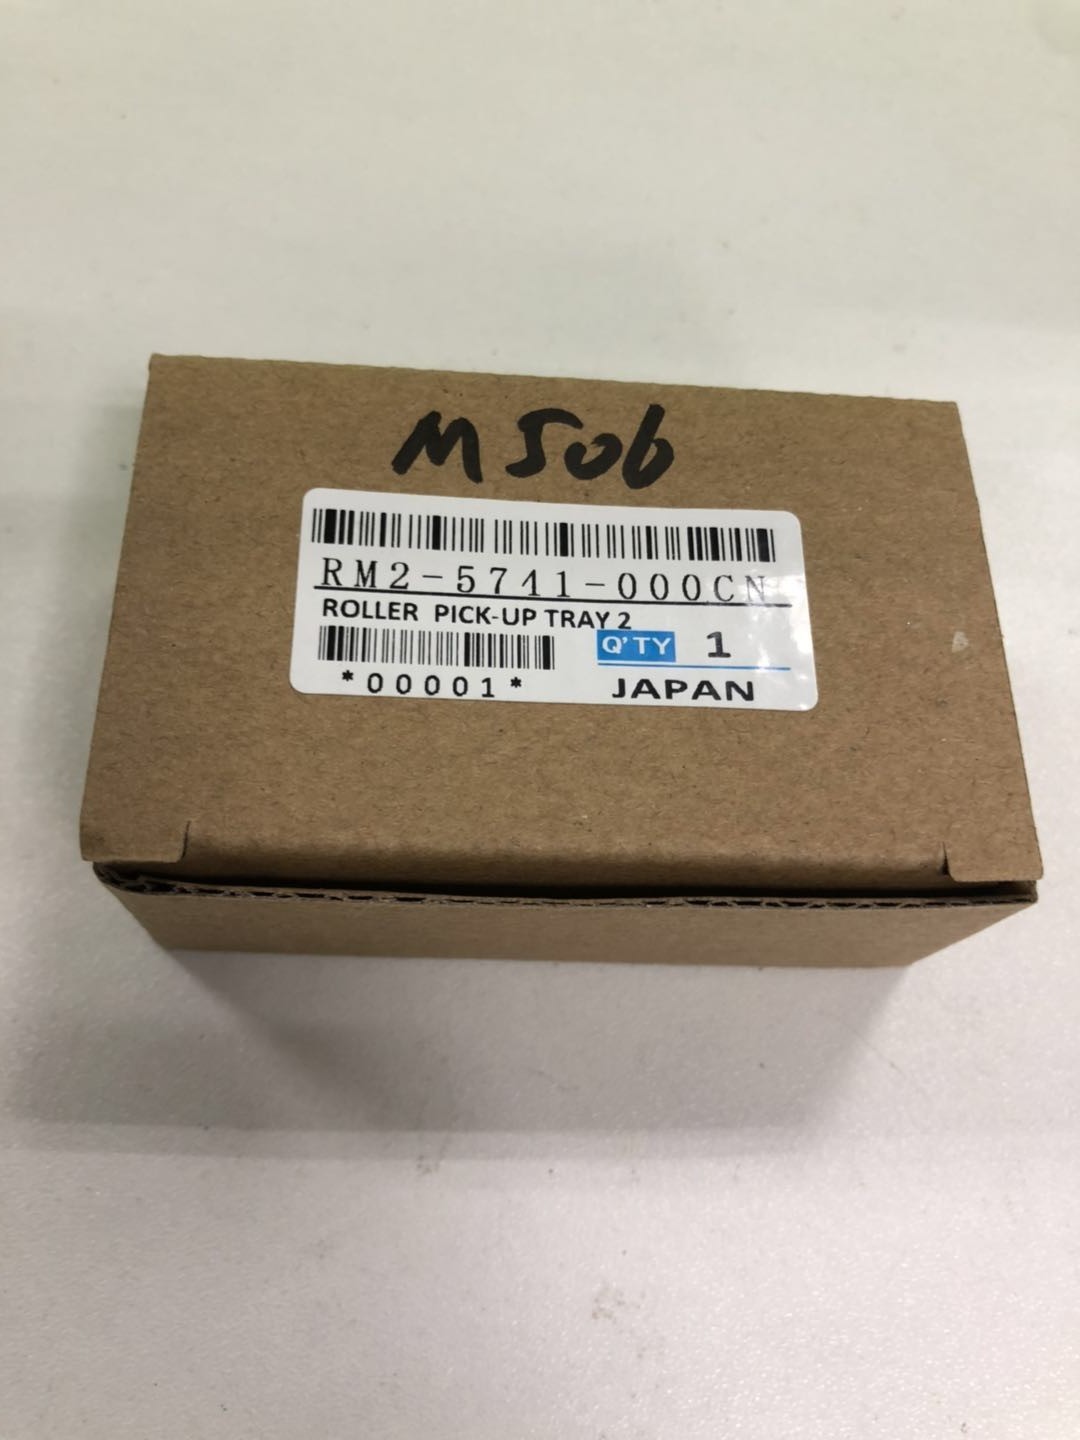 M506
RM2-5741-000CN
ROLLER PICK-UP TRAY 2
Q'TY 1
*00001*
JAPAN